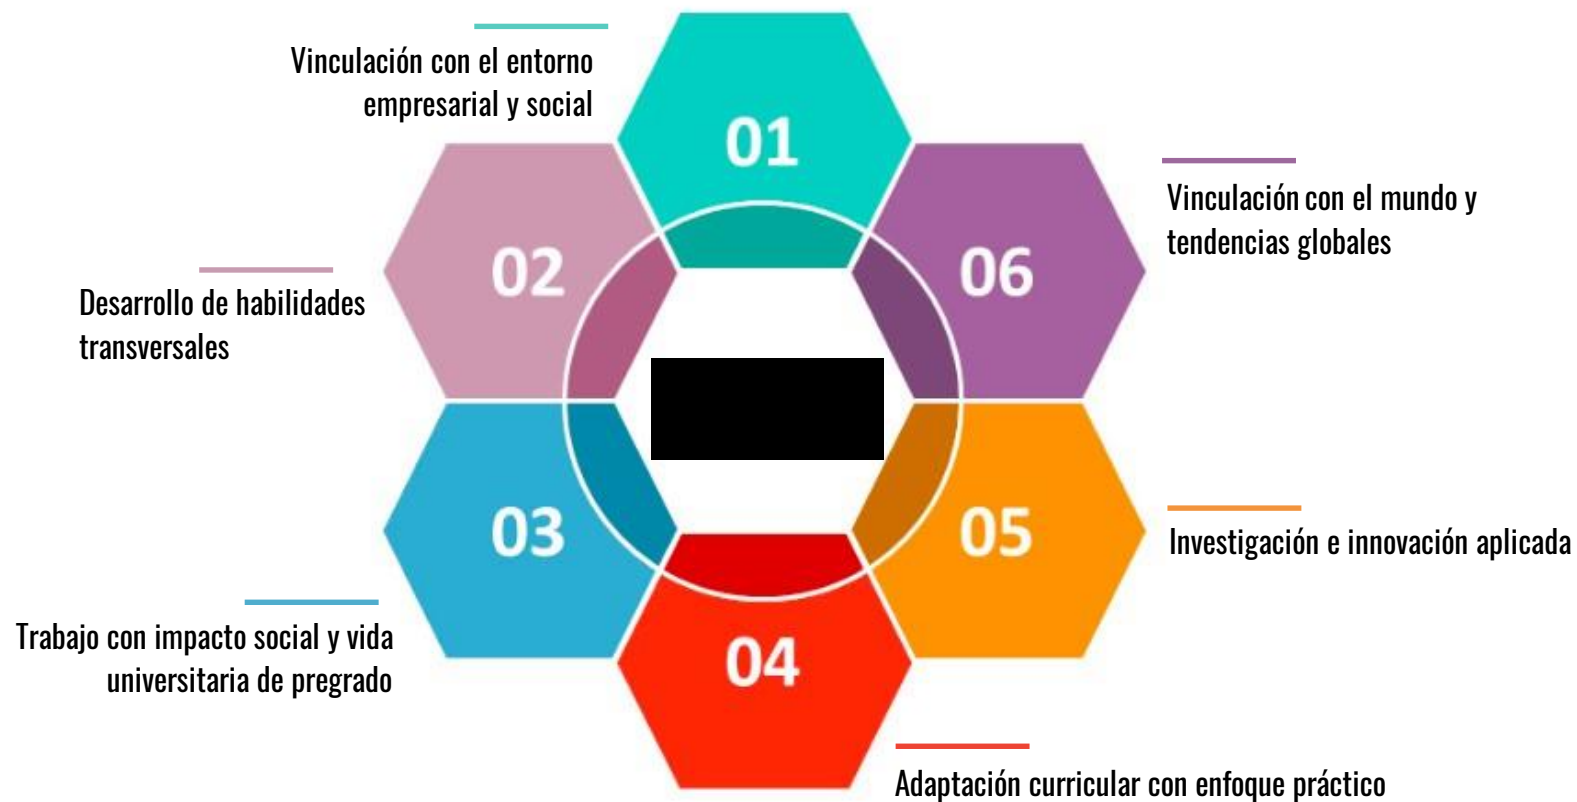 Vinculación con el entorno
empresarial y social
01
02
Desarrollo de habilidades
transversales
03
Trabajo con impacto social y vida
universitaria de pregrado
04
Adaptación curricular con enfoque práctico
05
Investigación e innovación aplicada
06
Vinculación con el mundo y
tendencias globales